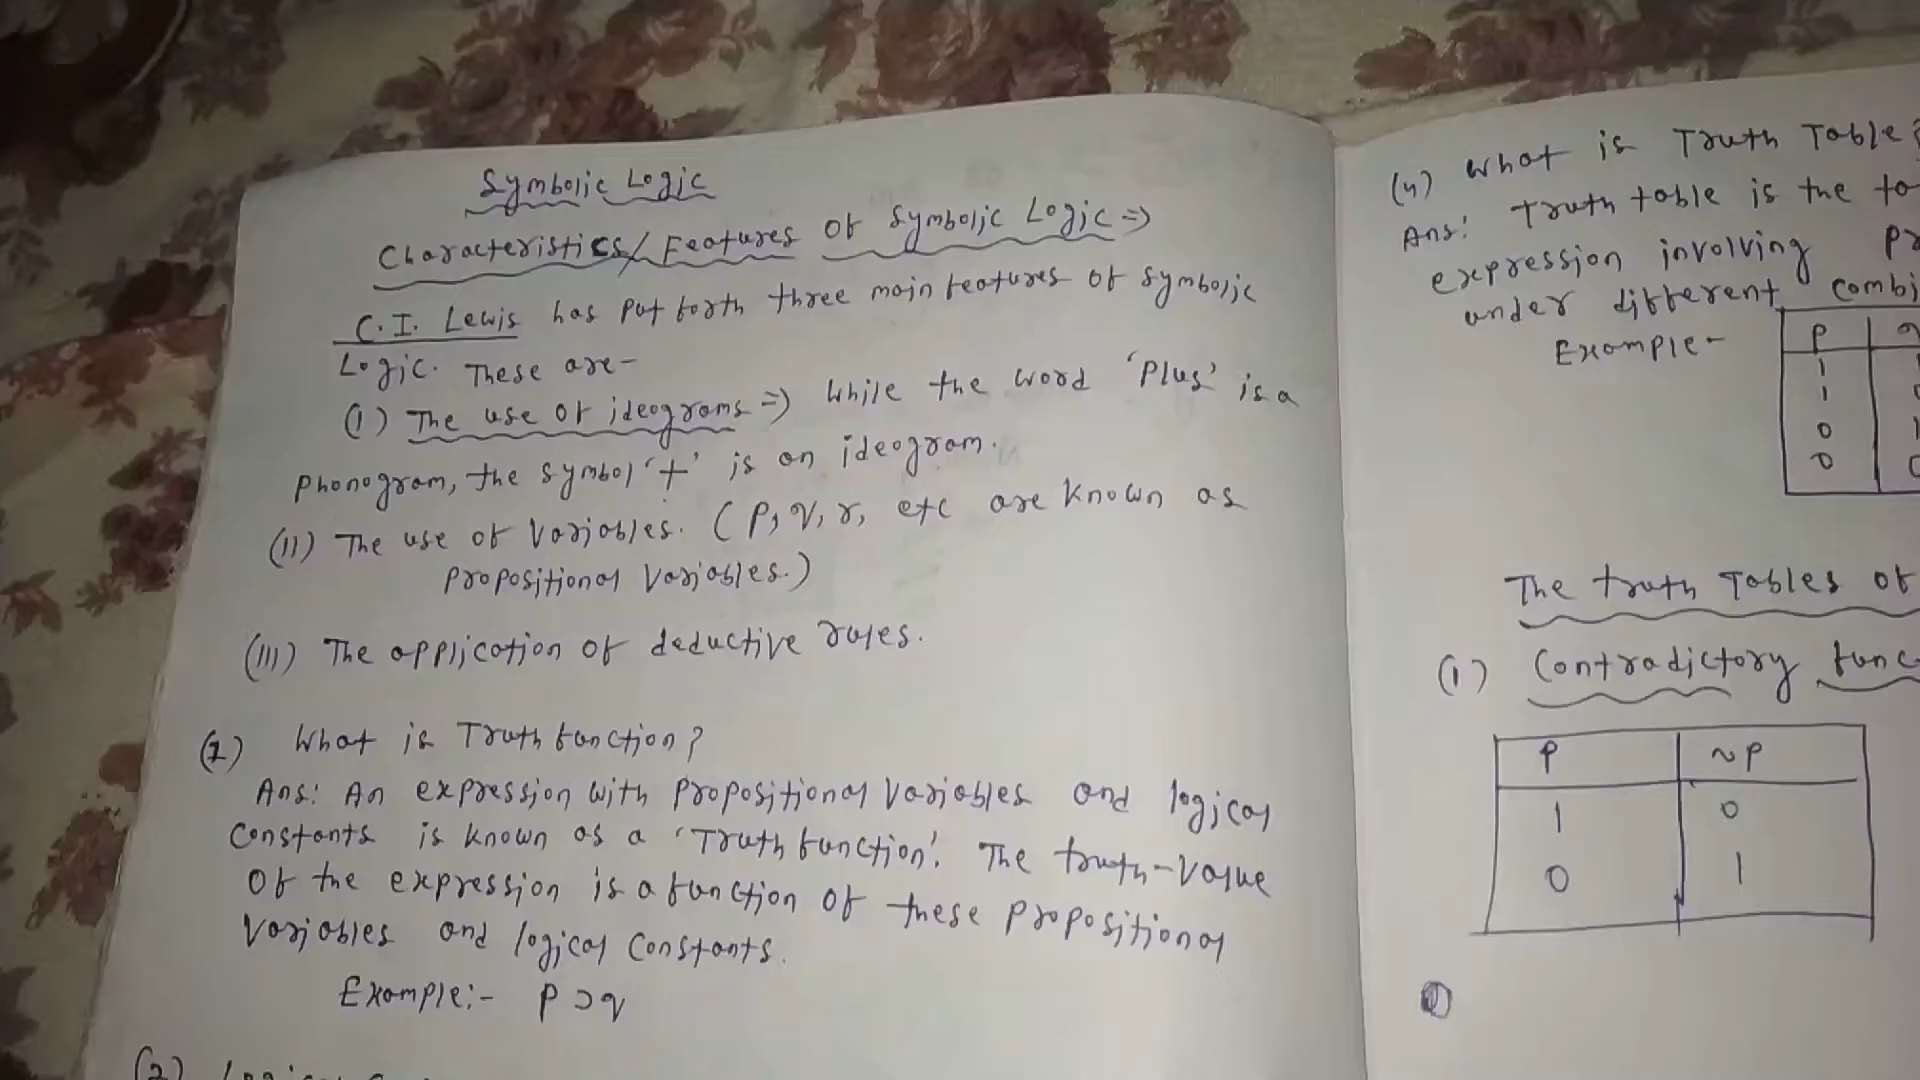 Symbolic Logic
Characteristics/Features of Symbolic Logic ⇒
C.I. Lewis has put forth three main features of symbolic
Logic. These are-
(I) The use of ideograms ⇒ While the word 'Plus' is a
phonogram, the symbol '+' is an ideogram.
(II) The use of Variables. (P, q, r, etc are known as
propositional Variables.)
(III) The application of deductive rules.
What is Truth function?
Ans: An expression with propositional Variables and logical
Constants is known as a 'Truth function'. The truth-value
of the expression is a function of these propositional
Variables and logical Constants.
Example:- P ⊃ q
(4) What is Truth Table?
Ans: Truth table is the
expression involving
under different
Example-
P
1
1
0
0
The truth Tables of
(1) Contradictory
P ~P
1 0
0 1